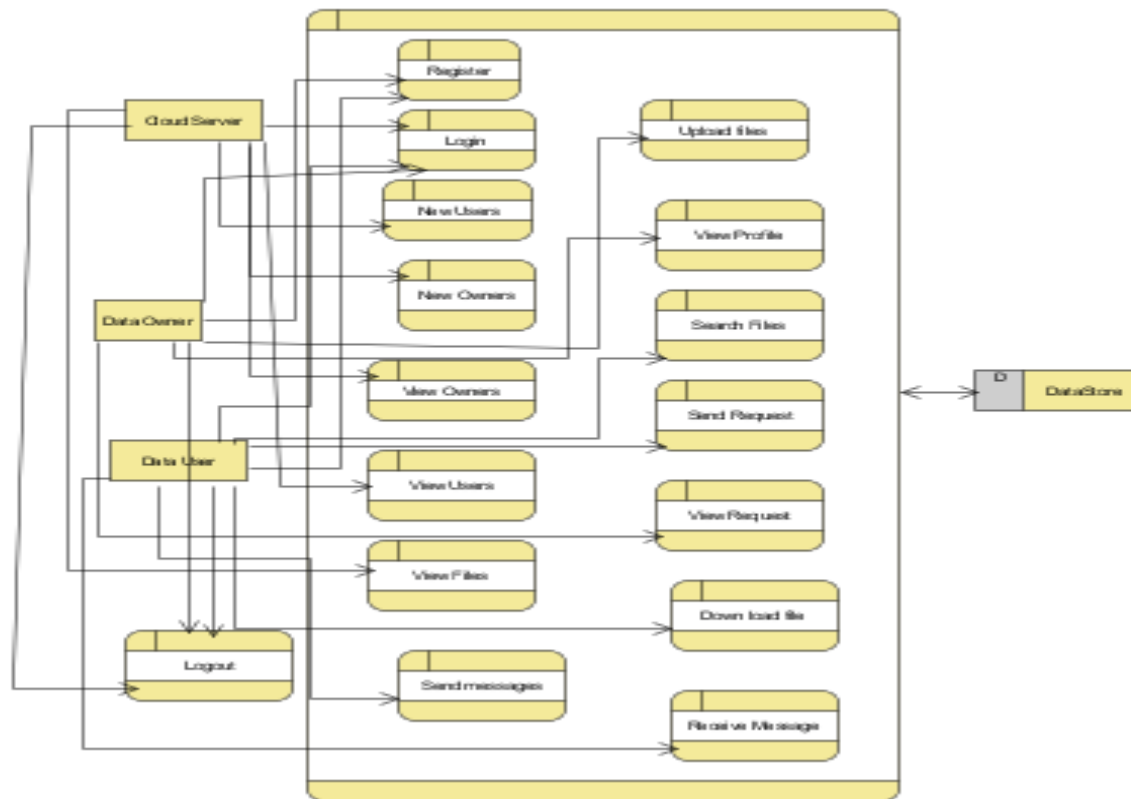 Register
Cloud Server
Login
Upload files
New Users
View Profile
New Owners
Data Owner
Search Files
View Owners
D
DataStore
Send Request
Data User
View Users
View Request
View Files
Down load file
Logout
Send messages
Receive Message